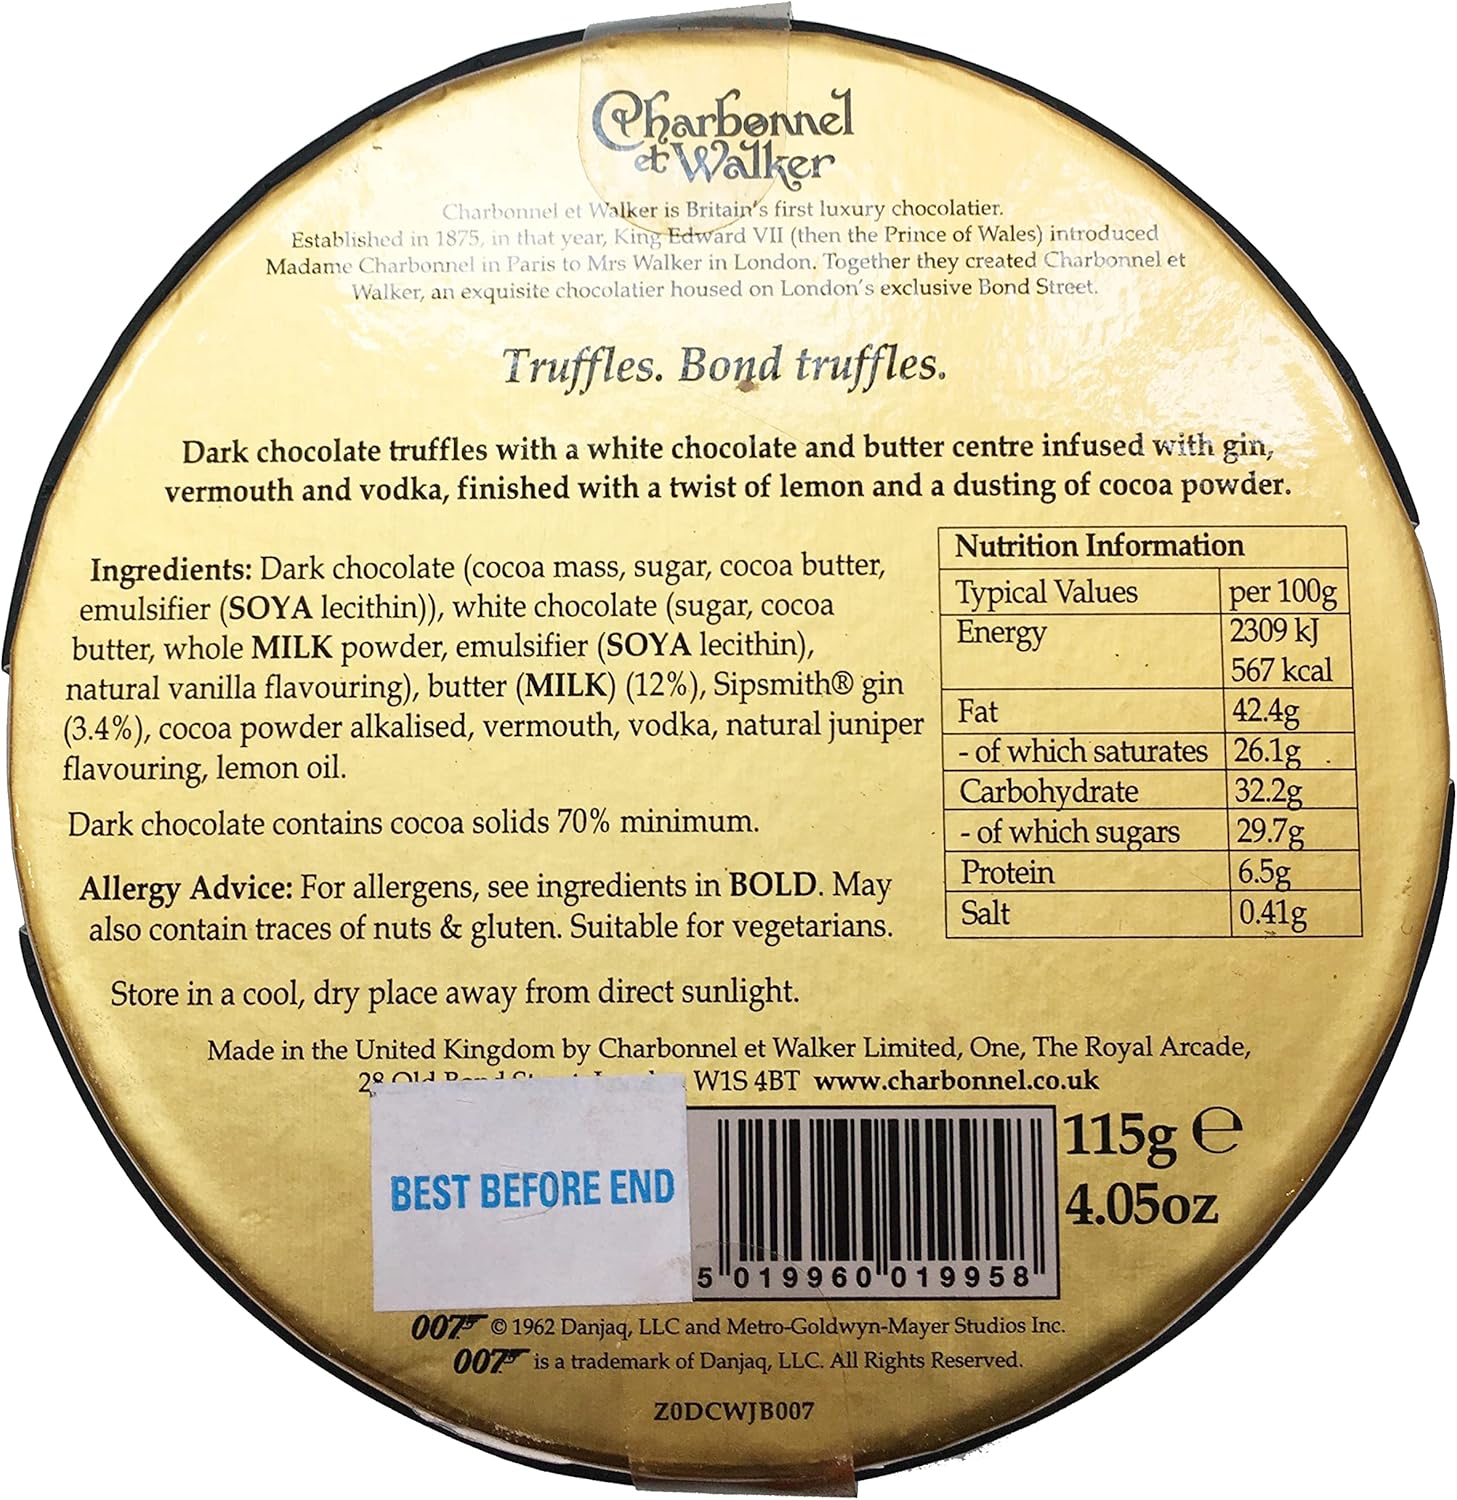 Charbonnel
et Walker
Charbonnel et Walker is Britain's first luxury chocolatier.
Established in 1875, in that year, King Edward VII (then the Prince of Wales) introduced
Madame Charbonnel in Paris to Mrs Walker in London. Together they created Charbonnel et
Walker, an exquisite chocolatier housed on London's exclusive Bond Street.
Truffles. Bond truffles.
Dark chocolate truffles with a white chocolate and butter centre infused with gin,
vermouth and vodka, finished with a twist of lemon and a dusting of cocoa powder.
Ingredients: Dark chocolate (cocoa mass, sugar, cocoa butter,
emulsifier (SOYA lecithin)), white chocolate (sugar, cocoa
butter, whole MILK powder, emulsifier (SOYA lecithin),
natural vanilla flavouring), butter (MILK) (12%), Sipsmith® gin
(3.4%), cocoa powder alkalised, vermouth, vodka, natural juniper
flavouring, lemon oil.
Dark chocolate contains cocoa solids 70% minimum.
Allergy Advice: For allergens, see ingredients in BOLD. May
also contain traces of nuts & gluten. Suitable for vegetarians.
Store in a cool, dry place away from direct sunlight.
Nutrition Information
Typical Values per 100g
Energy 2309 kJ
567 kcal
Fat 42.4g
- of which saturates 26.1g
Carbohydrate 32.2g
- of which sugars 29.7g
Protein 6.5g
Salt 0.41g
Made in the United Kingdom by Charbonnel et Walker Limited, One, The Royal Arcade,
28 Old W1S 4BT www.charbonnel.co.uk
BEST BEFORE END
115g ℮
4.05oz
5 019960 019958
007 © 1962 Danjaq, LLC and Metro-Goldwyn-Mayer Studios Inc.
007 is a trademark of Danjaq, LLC. All Rights Reserved.
Z0DCWJB007